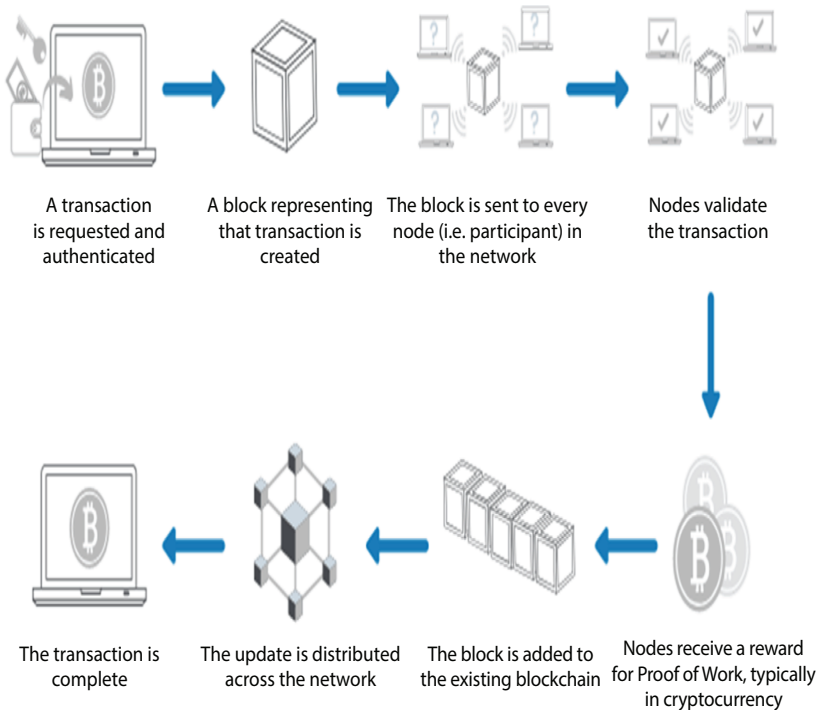 A transaction
is requested and
authenticated
A block representing
that transaction is
created
The block is sent to every
node (i.e. participant) in
the network
Nodes validate
the transaction
Nodes receive a reward
for Proof of Work, typically
in cryptocurrency
The block is added to
the existing blockchain
The update is distributed
across the network
The transaction is
complete